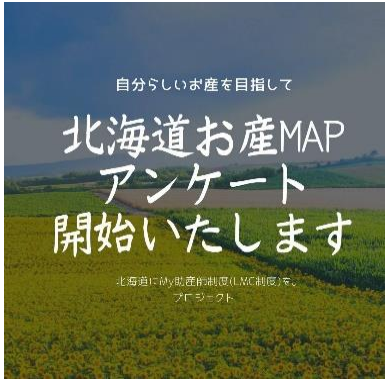 自分らしいお産を目指して
北海道お産MAP
アンケート
開始いたします
北海道にMy助産師制度(LMC制度)を。
プロジェクト